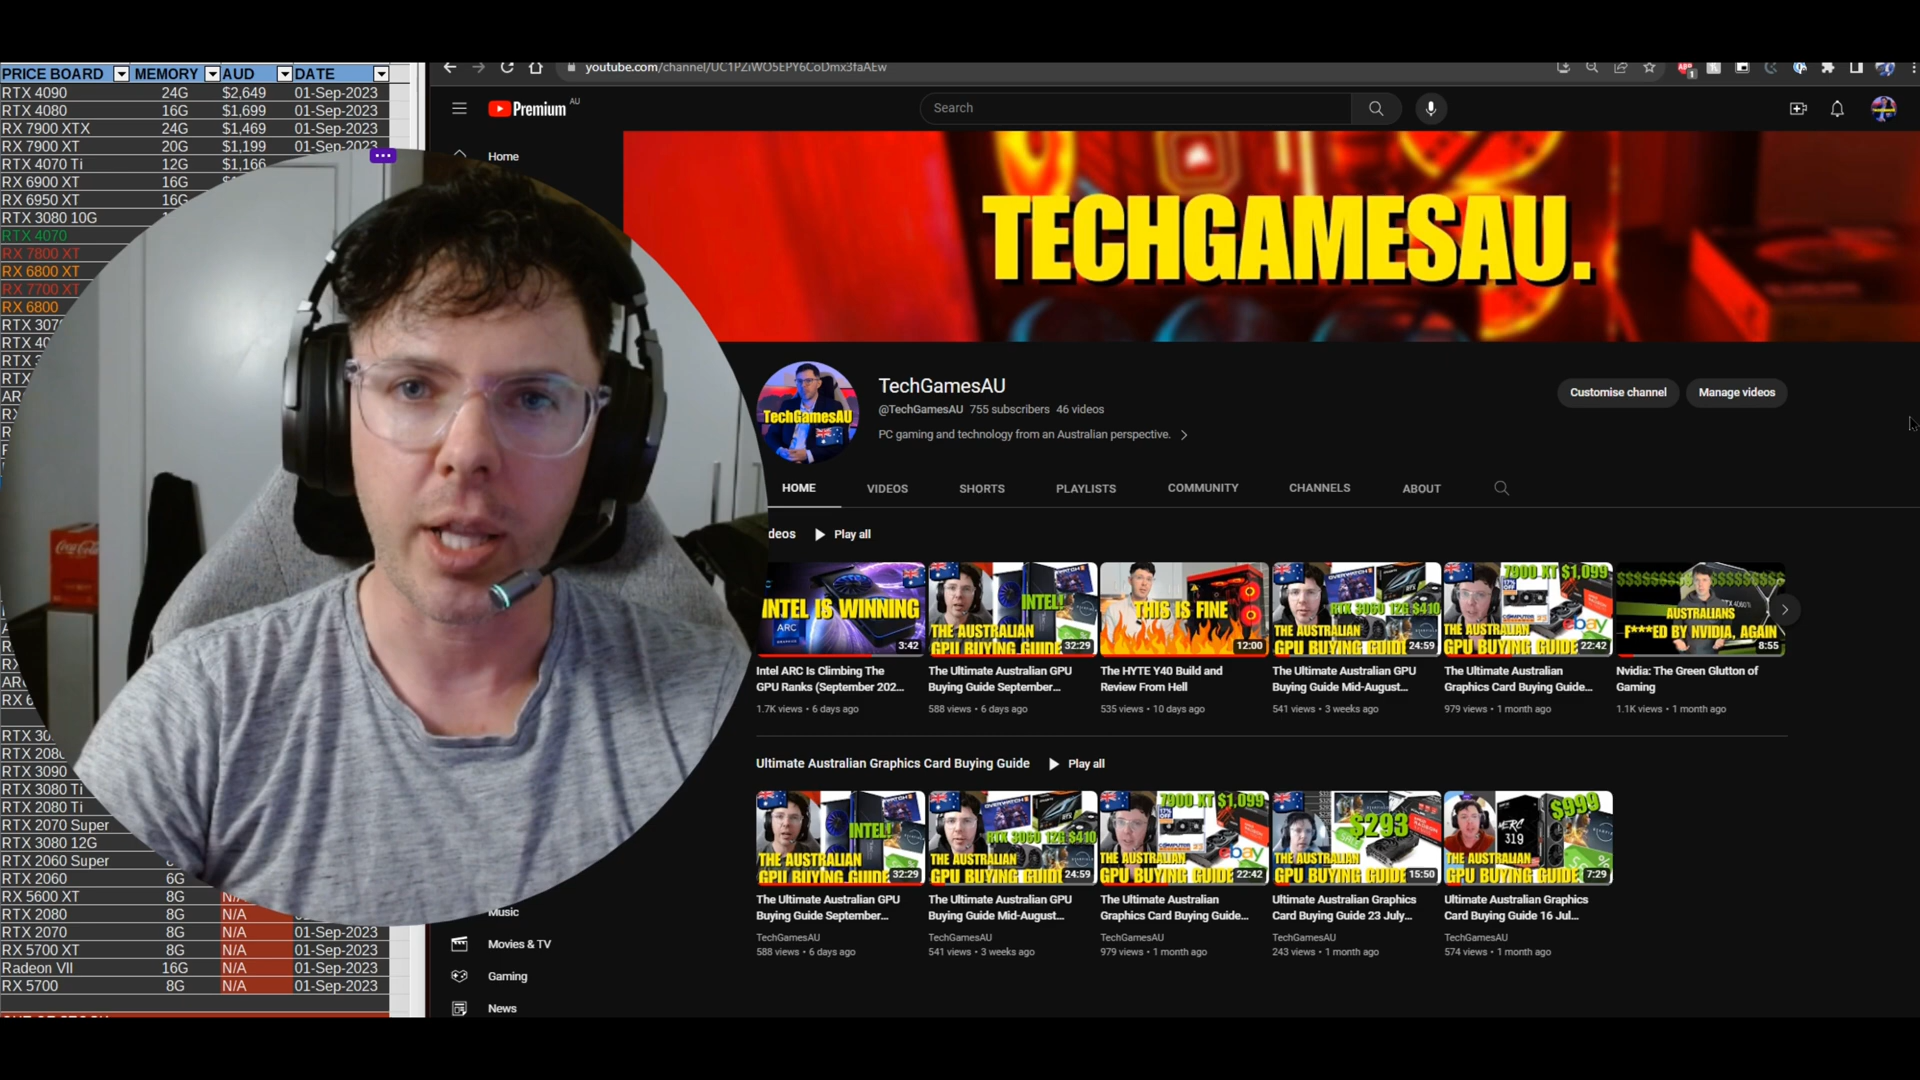 PRICE BOARD MEMORY AUD DATE
RTX 4090 24G $2,649 01-Sep-2023
RTX 4080 16G $1,699 01-Sep-2023
RX 7900 XTX 24G $1,469 01-Sep-2023
RX 7900 XT 20G $1,199 01-Sep-2023
RTX 4070 Ti 12G $1,166
RX 6900 XT 16G
RX 6950 XT 16G
RTX 3080 10G
RTX 4070
RX 7800 XT
RX 6800 XT
RX 7700 XT
RX 6800
RTX 3090
RTX 3080 Ti
RTX 2080 Ti
RTX 2070 Super
RTX 3080 12G
RTX 2060 Super
RTX 2060 6G
RX 5600 XT 8G N/A
RTX 2080 8G N/A
RTX 2070 8G N/A 01-Sep-2023
RX 5700 XT 8G N/A 01-Sep-2023
Radeon VII 16G N/A 01-Sep-2023
RX 5700 8G N/A 01-Sep-2023
Coca-Cola
youtube.com/channel/UC1PZiWO5EPY6CoDmx3faAEw
Premium AU
Search
Home
Music
Movies & TV
Gaming
News
TECHGAMESAU.
TechGamesAU
TechGamesAU
@TechGamesAU 755 subscribers 46 videos
PC gaming and technology from an Australian perspective.
Customise channel Manage videos
HOME VIDEOS SHORTS PLAYLISTS COMMUNITY CHANNELS ABOUT
deos Play all
INTEL IS WINNING
ARC
3:42
INTEL!
THE AUSTRALIAN
GPU BUYING GUIDE
32:29
THIS IS FINE
12:00
OVERWATCH 2
RTX 3060 12G $410
THE AUSTRALIAN
GPU BUYING GUIDE
24:59
7900 XT $1,099
ebay
THE AUSTRALIAN
GPU BUYING GUIDE
22:42
$$$$$$$$ $$$$$$$$$
AUSTRALIANS
F***ED BY NVIDIA, AGAIN
8:55
Intel ARC Is Climbing The
GPU Ranks (September 202...
1.7K views • 6 days ago
The Ultimate Australian GPU
Buying Guide September...
588 views • 6 days ago
The HYTE Y40 Build and
Review From Hell
535 views • 10 days ago
The Ultimate Australian GPU
Buying Guide Mid-August...
541 views • 3 weeks ago
The Ultimate Australian
Graphics Card Buying Guide...
979 views • 1 month ago
Nvidia: The Green Glutton of
Gaming
1.1K views • 1 month ago
Ultimate Australian Graphics Card Buying Guide Play all
INTEL!
THE AUSTRALIAN
GPU BUYING GUIDE
32:29
RTX 3060 12G $410
THE AUSTRALIAN
GPU BUYING GUIDE
24:59
7900 XT $1,099
ebay
THE AUSTRALIAN
GPU BUYING GUIDE
22:42
$293
THE AUSTRALIAN
GPU BUYING GUIDE
15:50
$999
MERC
319
THE AUSTRALIAN
GPU BUYING GUIDE
7:29
The Ultimate Australian GPU
Buying Guide September...
TechGamesAU
588 views • 6 days ago
The Ultimate Australian GPU
Buying Guide Mid-August...
TechGamesAU
541 views • 3 weeks ago
The Ultimate Australian
Graphics Card Buying Guide...
TechGamesAU
979 views • 1 month ago
Ultimate Australian Graphics
Card Buying Guide 23 July...
TechGamesAU
243 views • 1 month ago
Ultimate Australian Graphics
Card Buying Guide 16 Jul...
TechGamesAU
574 views • 1 month ago